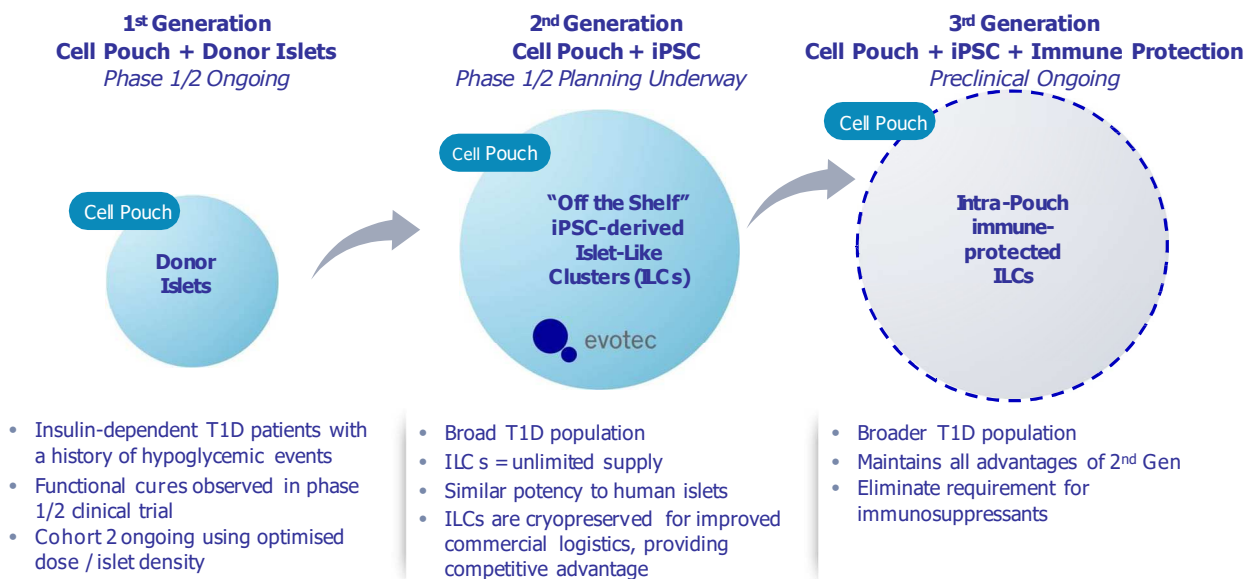 1st Generation
Cell Pouch + Donor Islets
Phase 1/2 Ongoing
Cell Pouch
Donor
Islets
• Insulin-dependent T1D patients with
a history of hypoglycemic events
• Functional cures observed in phase
1/2 clinical trial
• Cohort 2 ongoing using optimised
dose / islet density
2nd Generation
Cell Pouch + iPSC
Phase 1/2 Planning Underway
Cell Pouch
“Off the Shelf”
iPSC-derived
Islet-Like
Clusters (ILCs)
evotec
• Broad T1D population
• ILCs = unlimited supply
• Similar potency to human islets
• ILCs are cryopreserved for improved
commercial logistics, providing
competitive advantage
3rd Generation
Cell Pouch + iPSC + Immune Protection
Preclinical Ongoing
Cell Pouch
Intra-Pouch
immune-
protected
ILCs
• Broader T1D population
• Maintains all advantages of 2nd Gen
• Eliminate requirement for
immunosuppressants